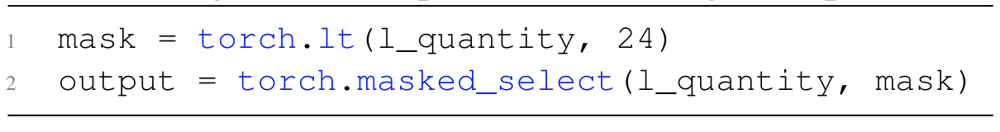 1 mask = torch.lt(l_quantity, 24)
2 output = torch.masked_select(l_quantity, mask)